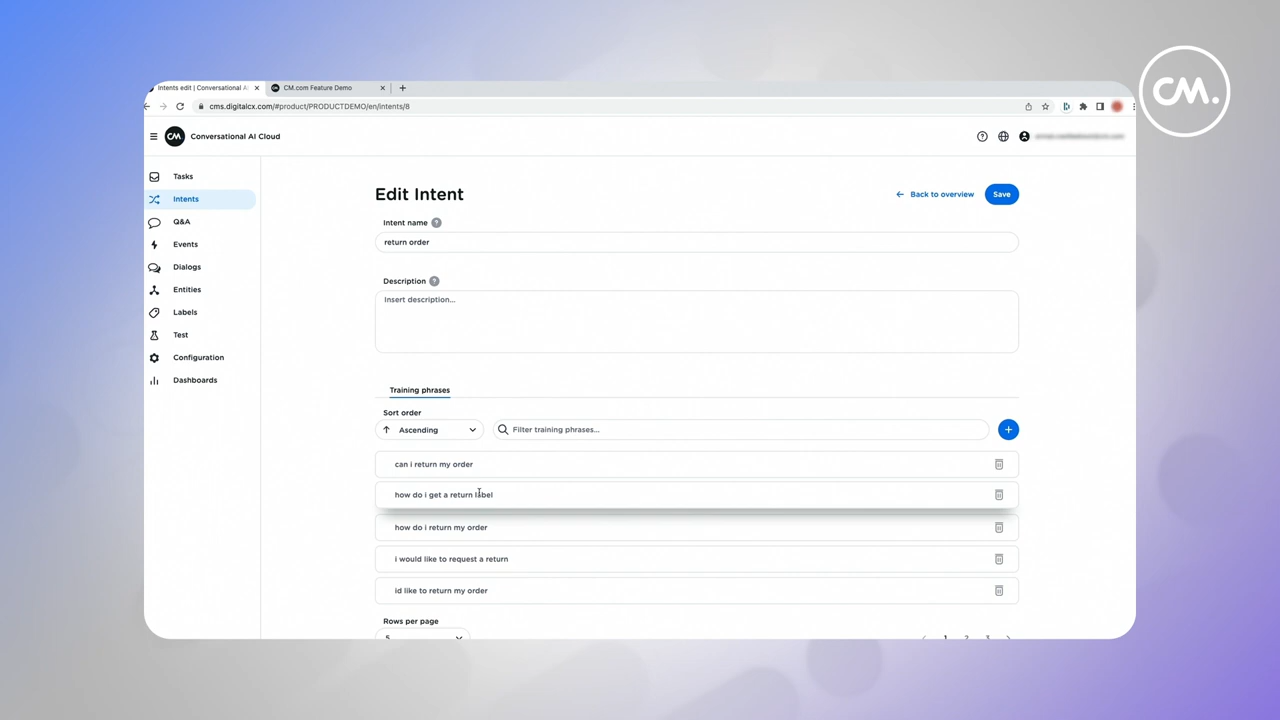 CM.
Intents edit | Conversational A
CM.com Feature Demo
cms.digitalcx.com/#product/PRODUCTDEMO/en/intents/8
CM Conversational AI Cloud
Tasks
Intents
Q&A
Events
Dialogs
Entities
Labels
Test
Configuration
Dashboards
Edit Intent
Back to overview
Save
Intent name ?
return order
Description ?
Insert description...
Training phrases
Sort order
Ascending
Filter training phrases...
can i return my order
how do i get a return label
how do i return my order
i would like to request a return
id like to return my order
Rows per page
5
1 2 3